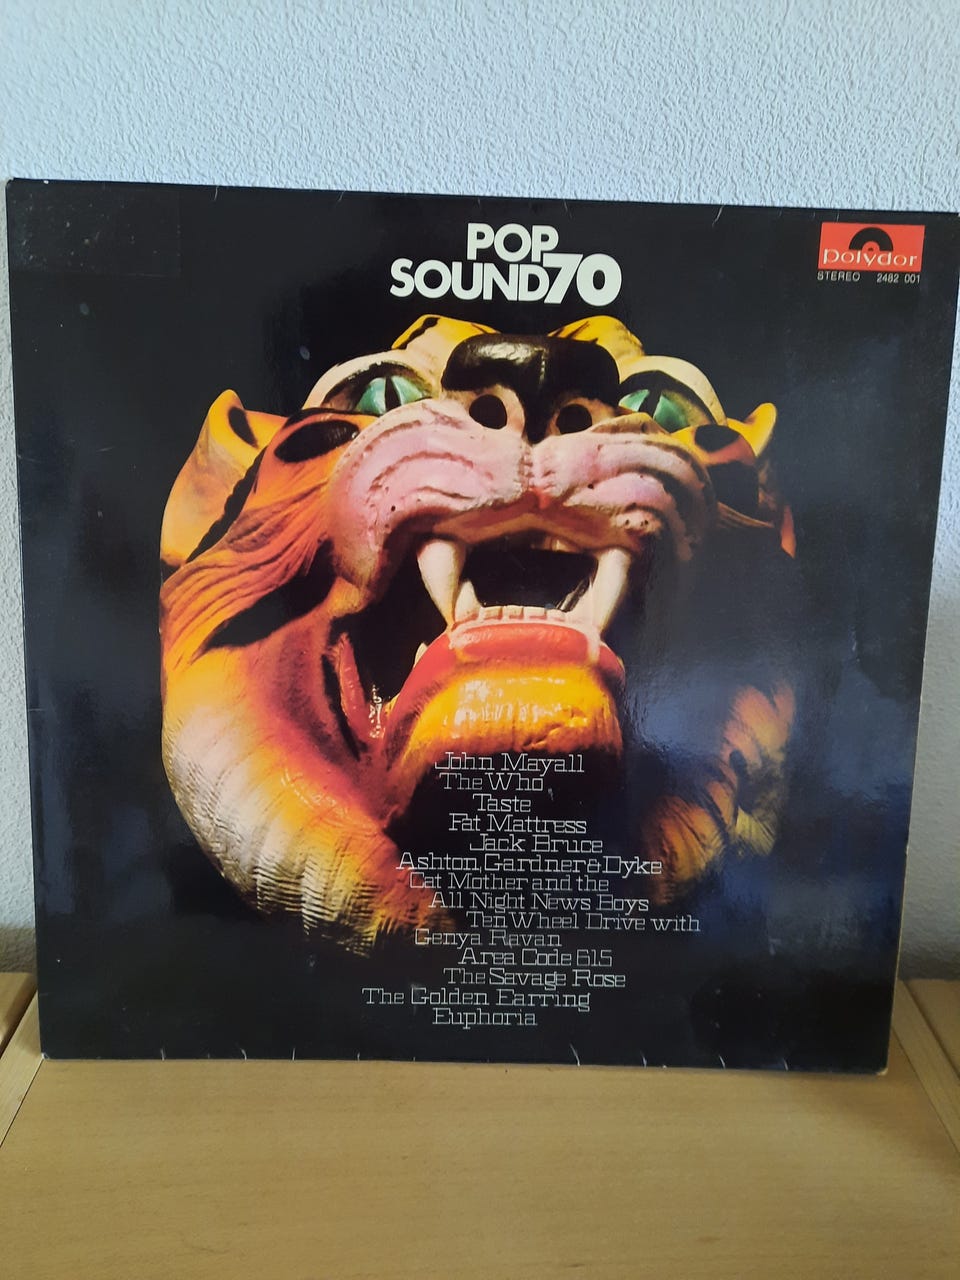 POP
SOUND70
polydor
STEREO 2482 001
John Mayall
The Who
Taste
Fat Mattress
Jack Bruce
Ashton, Gardner & Dyke
Cat Mother and the
All Night News Boys
Ten Wheel Drive with
Genya Ravan
Area Code 615
The Savage Rose
The Golden Earring
Euphoria